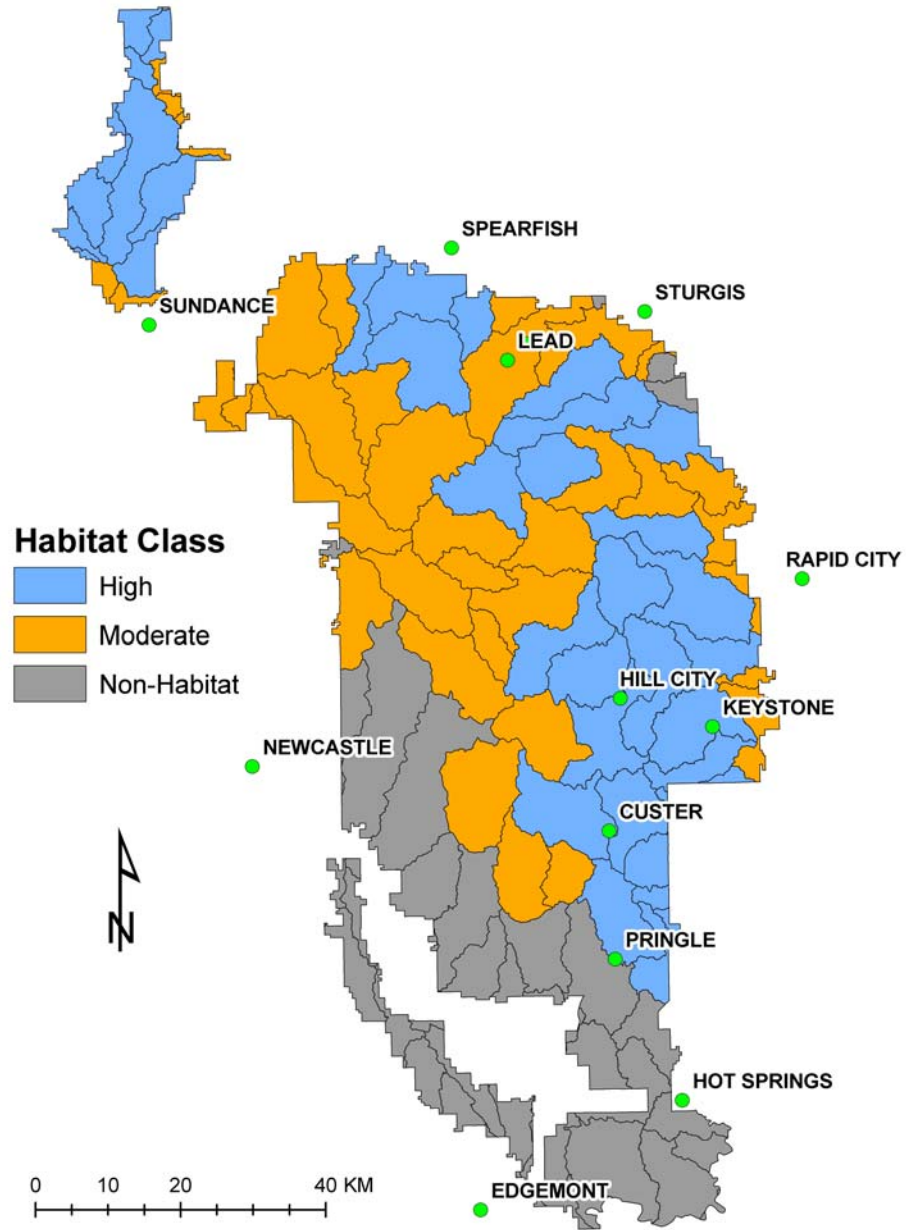 SPEARFISH
STURGIS
SUNDANCE
LEAD
Habitat Class
High
Moderate
Non-Habitat
RAPID CITY
HILL CITY
KEYSTONE
NEWCASTLE
CUSTER
N
PRINGLE
HOT SPRINGS
0 10 20 40 KM
EDGEMONT